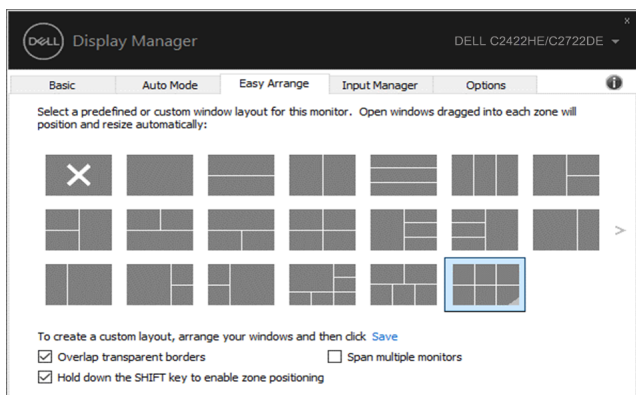 x
DELL Display Manager DELL C2422HE/C2722DE
Basic Auto Mode Easy Arrange Input Manager Options i
Select a predefined or custom window layout for this monitor. Open windows dragged into each zone will
position and resize automatically:
>
To create a custom layout, arrange your windows and then click Save
Overlap transparent borders Span multiple monitors
Hold down the SHIFT key to enable zone positioning